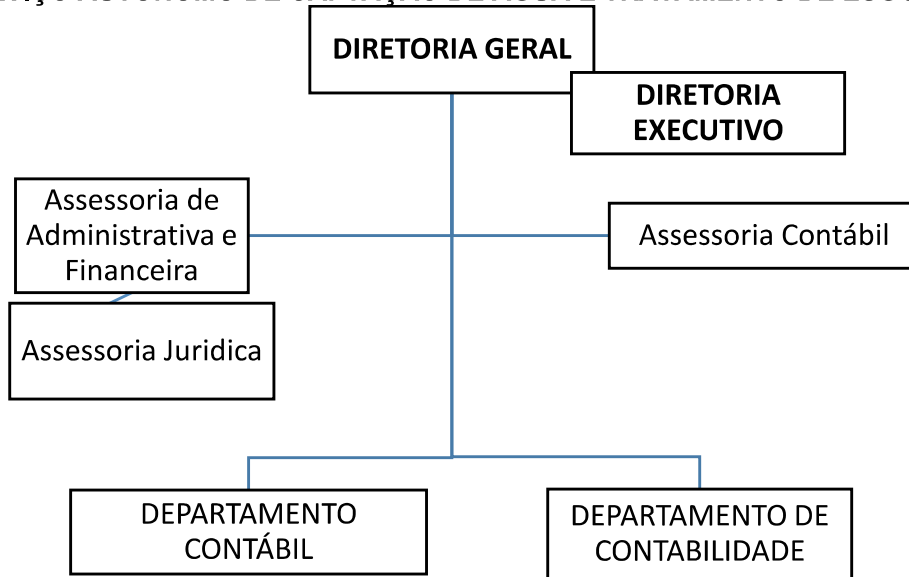 DIRETORIA GERAL
DIRETORIA
EXECUTIVO
Assessoria de
Administrativa e
Financeira
Assessoria Contábil
Assessoria Juridica
DEPARTAMENTO
CONTÁBIL
DEPARTAMENTO DE
CONTABILIDADE